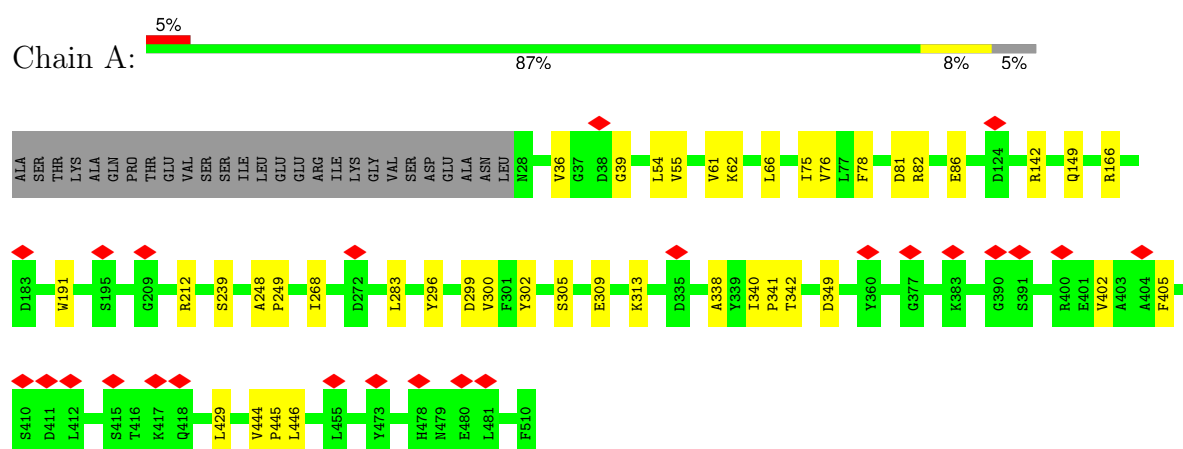 5%
Chain A:
87% 8% 5%
ALA SER THR LYS ALA GLN PRO THR GLU VAL SER SER ILE LEU GLU GLU ARG ILE LYS GLY VAL SER ASP GLU ALA ASN LEU N28 V36 G37 D38 G39 L54 V55 V61 K62 L66 I75 V76 L77 F78 D81 R82 E86 D124 R142 Q149 R166
D183 W191 S195 G209 R212 S239 A248 P249 I268 D272 L283 Y296 D299 V300 F301 Y302 S305 E309 K313 D335 A338 Y339 I340 P341 T342 D349 Y360 G377 K383 G390 S391 R400 E401 V402 A403 A404 F405
S410 D411 L412 S415 T416 K417 Q418 L429 V444 P445 L446 L455 Y473 H478 N479 E480 L481 F510